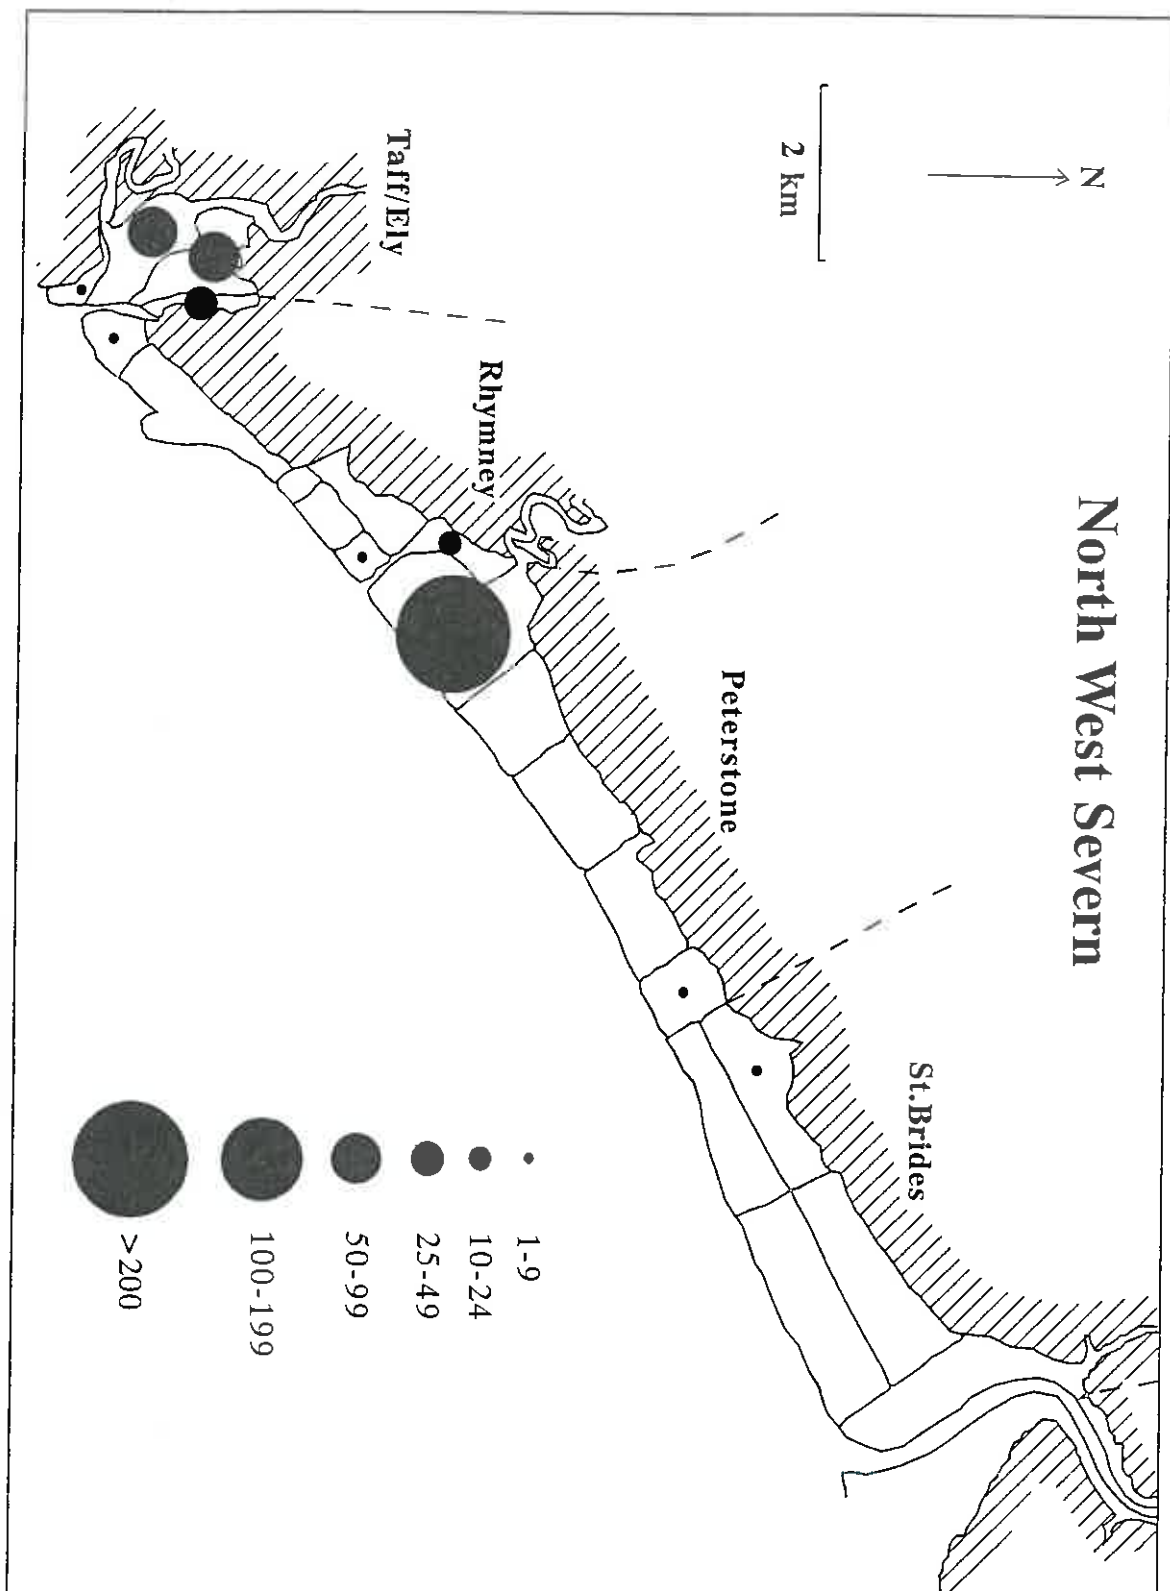 North West Severn
N
2 km
St.Brides
Peterstone
Rhymney
Taff/Ely
1-9
10-24
25-49
50-99
100-199
>200